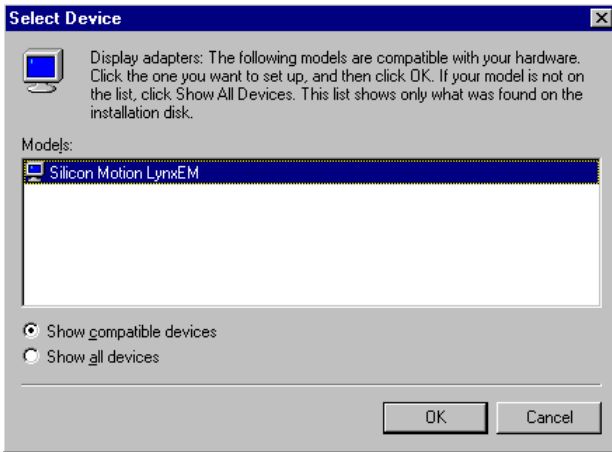 Select Device
Display adapters: The following models are compatible with your hardware.
Click the one you want to set up, and then click OK. If your model is not on
the list, click Show All Devices. This list shows only what was found on the
installation disk.
Models:
Silicon Motion LynxEM
Show compatible devices
Show all devices
OK Cancel